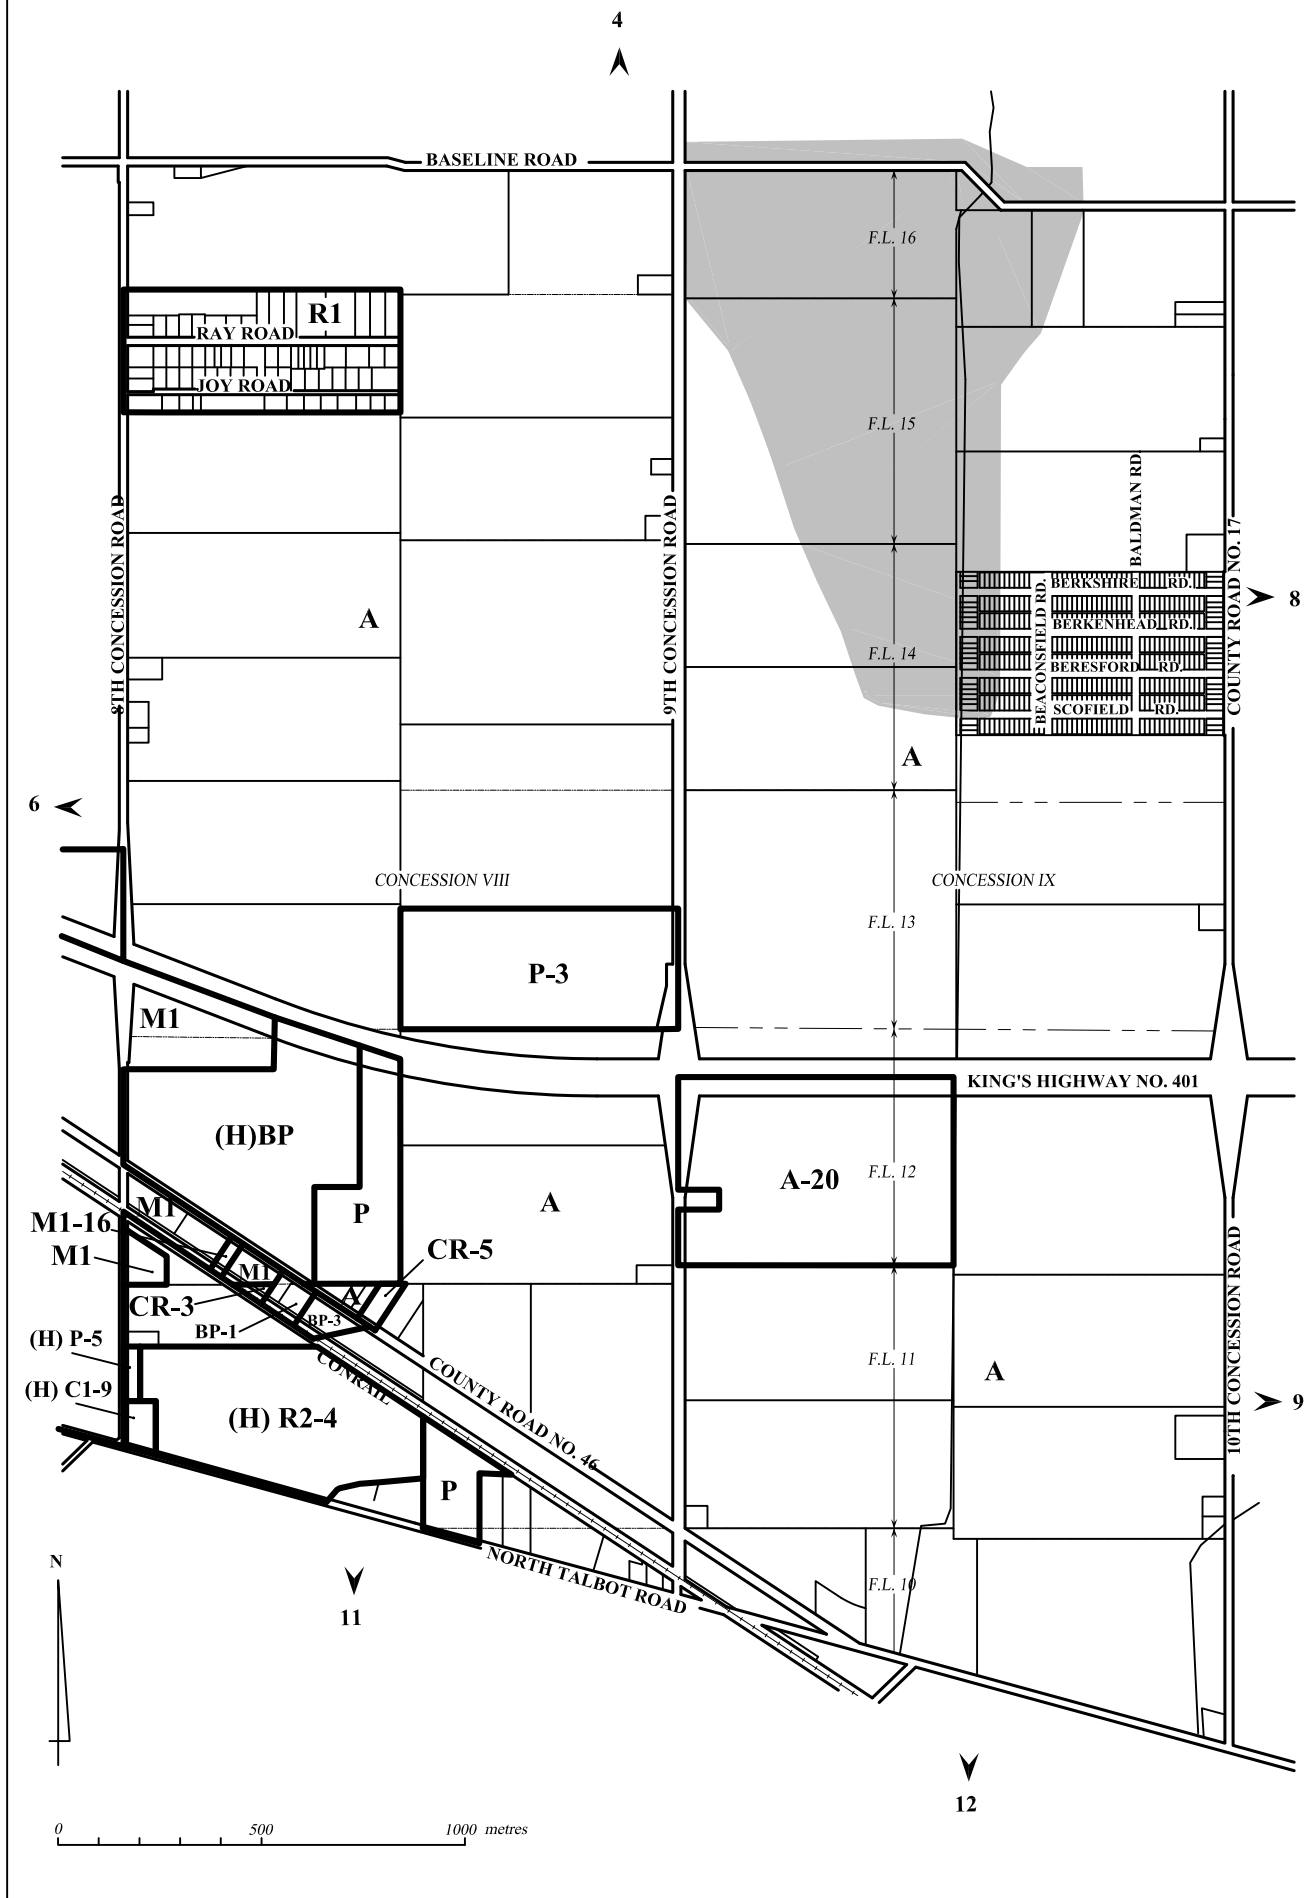 4
BASELINE ROAD
F.L. 16
R1
RAY ROAD
JOY ROAD
F.L. 15
8TH CONCESSION ROAD
9TH CONCESSION ROAD
BALDMAN RD.
COUNTY ROAD NO. 17
BEACONSFIELD RD.
BERKSHIRE RD.
8
BERKENHEAD RD.
A
F.L. 14
BERESFORD RD.
SCOFIELD RD.
A
6
CONCESSION VIII
CONCESSION IX
F.L. 13
P-3
M1
KING'S HIGHWAY NO. 401
(H)BP
F.L. 12
A-20
M1
P
A
M1-16
M1
CR-5
M1
A
CR-3
BP-3
BP-1
(H) P-5
CONRAIL
COUNTY ROAD NO. 46
F.L. 11
A
10TH CONCESSION ROAD
(H) C1-9
9
(H) R2-4
P
N
NORTH TALBOT ROAD
F.L. 10
11
12
0 500 1000 metres